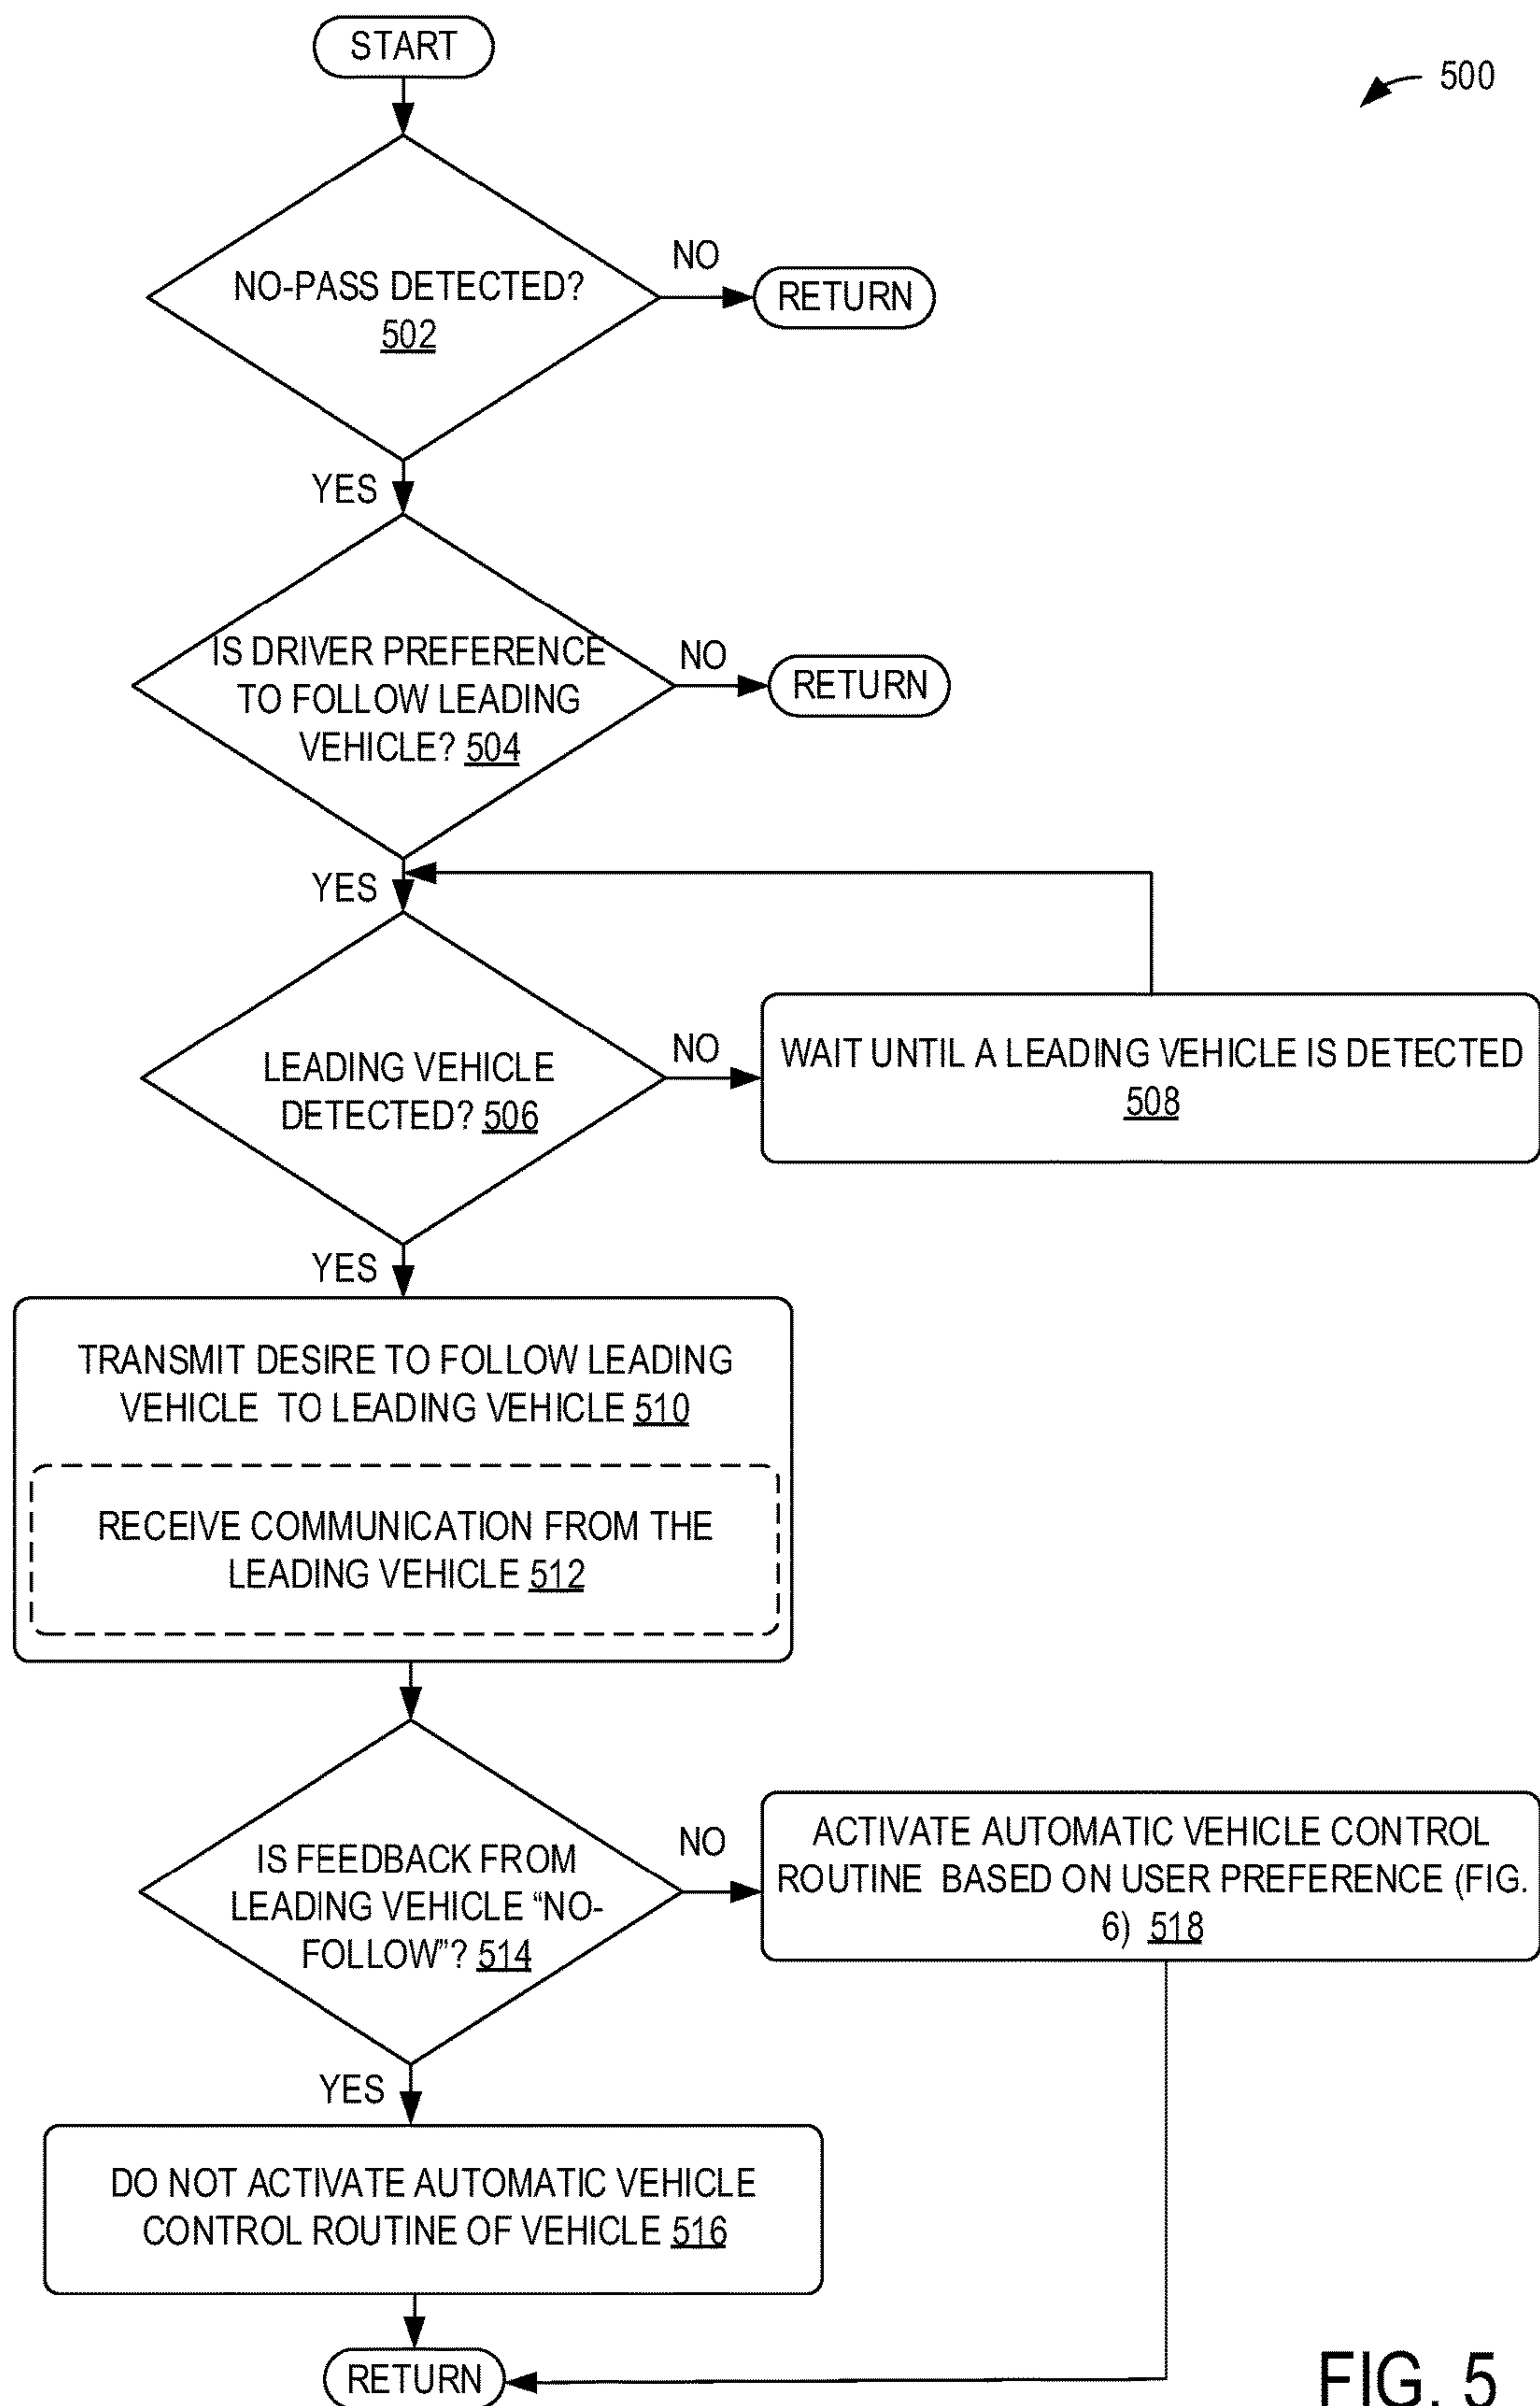 START
500
NO-PASS DETECTED?
502
NO
RETURN
YES
IS DRIVER PREFERENCE
TO FOLLOW LEADING
VEHICLE? 504
NO
RETURN
YES
LEADING VEHICLE
DETECTED? 506
NO
WAIT UNTIL A LEADING VEHICLE IS DETECTED
508
YES
TRANSMIT DESIRE TO FOLLOW LEADING
VEHICLE TO LEADING VEHICLE 510
RECEIVE COMMUNICATION FROM THE
LEADING VEHICLE 512
IS FEEDBACK FROM
LEADING VEHICLE “NO-
FOLLOW”? 514
NO
ACTIVATE AUTOMATIC VEHICLE CONTROL
ROUTINE BASED ON USER PREFERENCE (FIG.
6) 518
YES
DO NOT ACTIVATE AUTOMATIC VEHICLE
CONTROL ROUTINE OF VEHICLE 516
RETURN
FIG. 5